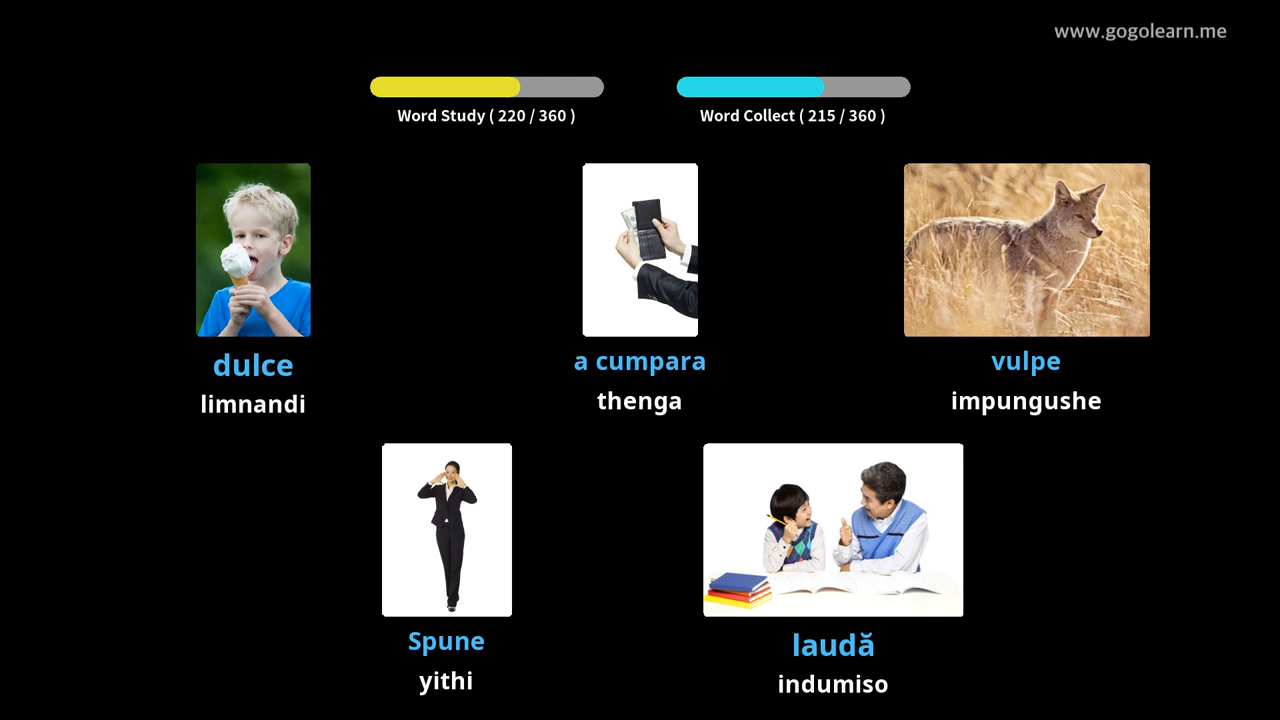 www.gogolearn.me
Word Study ( 220 / 360 )
Word Collect ( 215 / 360 )
dulce
limnandi
a cumpara
thenga
vulpe
impungushe
Spune
yithi
laudă
indumiso